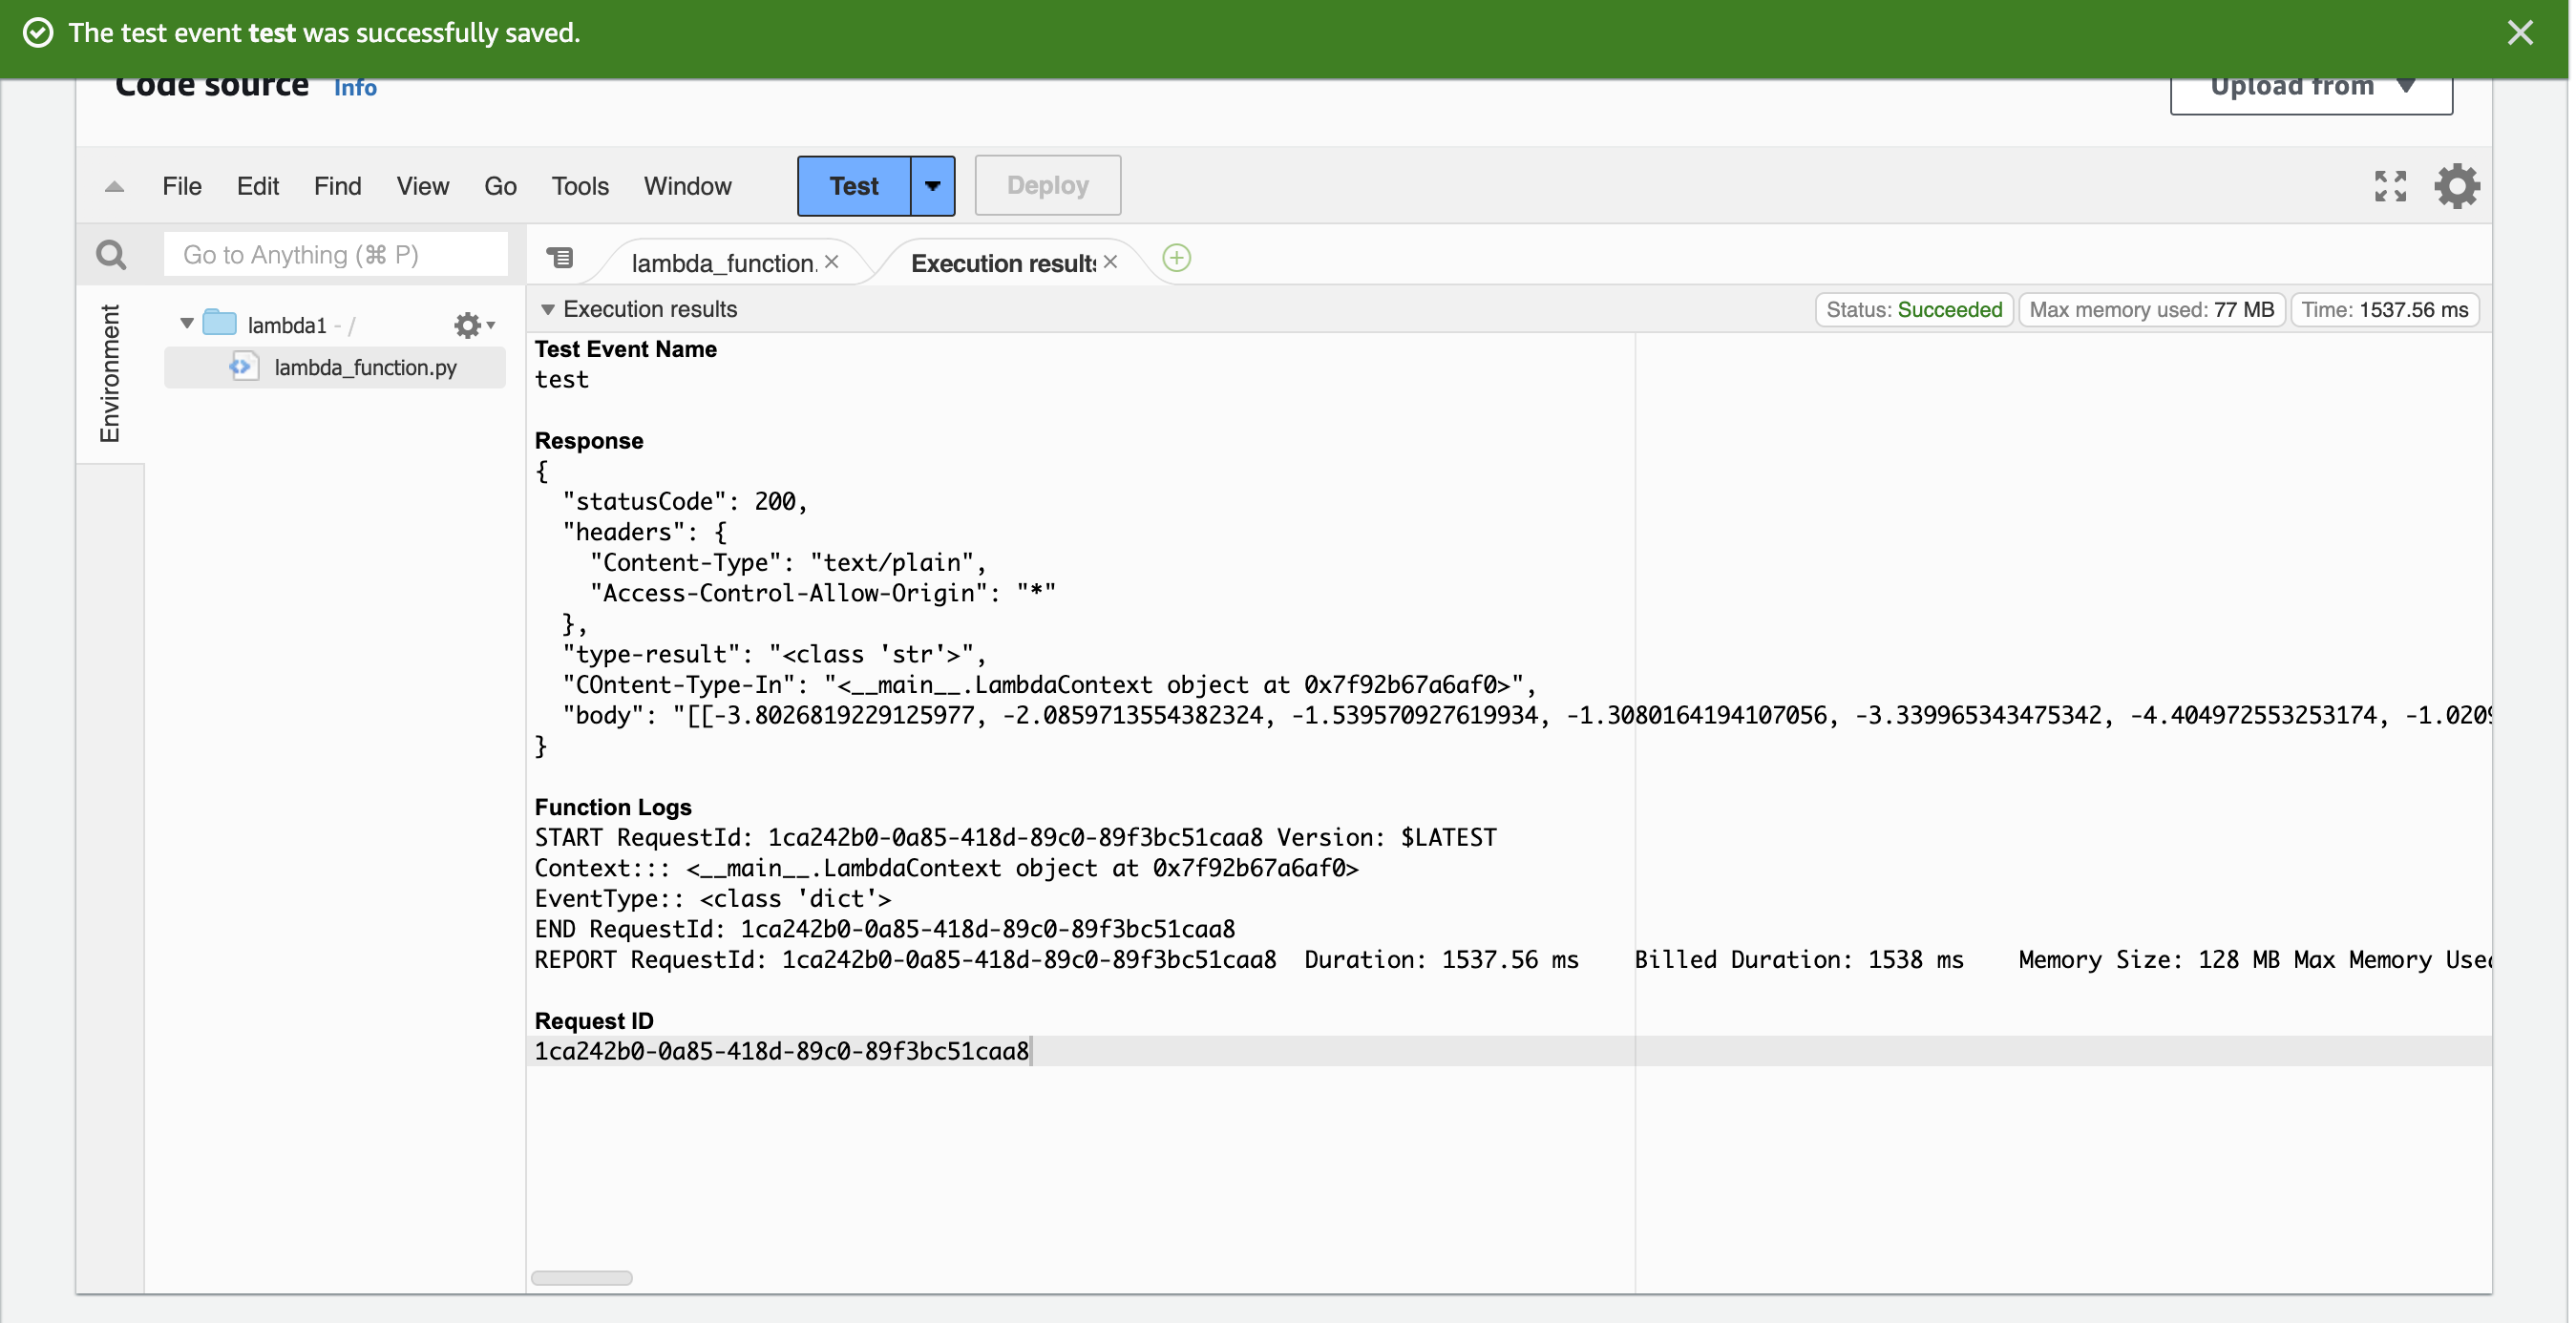 The test event test was successfully saved.
Code source Info
Upload from
File Edit Find View Go Tools Window Test Deploy
Go to Anything (⌘ P)
lambda_function.
Execution results
Environment
lambda1 - /
lambda_function.py
Execution results
Status: Succeeded
Max memory used: 77 MB
Time: 1537.56 ms
Test Event Name
test
Response
{
"statusCode": 200,
"headers": {
"Content-Type": "text/plain",
"Access-Control-Allow-Origin": "*"
},
"type-result": "<class 'str'>",
"COntent-Type-In": "<__main__.LambdaContext object at 0x7f92b67a6af0>",
"body": "[[-3.8026819229125977, -2.0859713554382324, -1.539570927619934, -1.3080164194107056, -3.339965343475342, -4.404972553253174, -1.020
}
Function Logs
START RequestId: 1ca242b0-0a85-418d-89c0-89f3bc51caa8 Version: $LATEST
Context::: <__main__.LambdaContext object at 0x7f92b67a6af0>
EventType:: <class 'dict'>
END RequestId: 1ca242b0-0a85-418d-89c0-89f3bc51caa8
REPORT RequestId: 1ca242b0-0a85-418d-89c0-89f3bc51caa8 Duration: 1537.56 ms Billed Duration: 1538 ms Memory Size: 128 MB Max Memory Used
Request ID
1ca242b0-0a85-418d-89c0-89f3bc51caa8